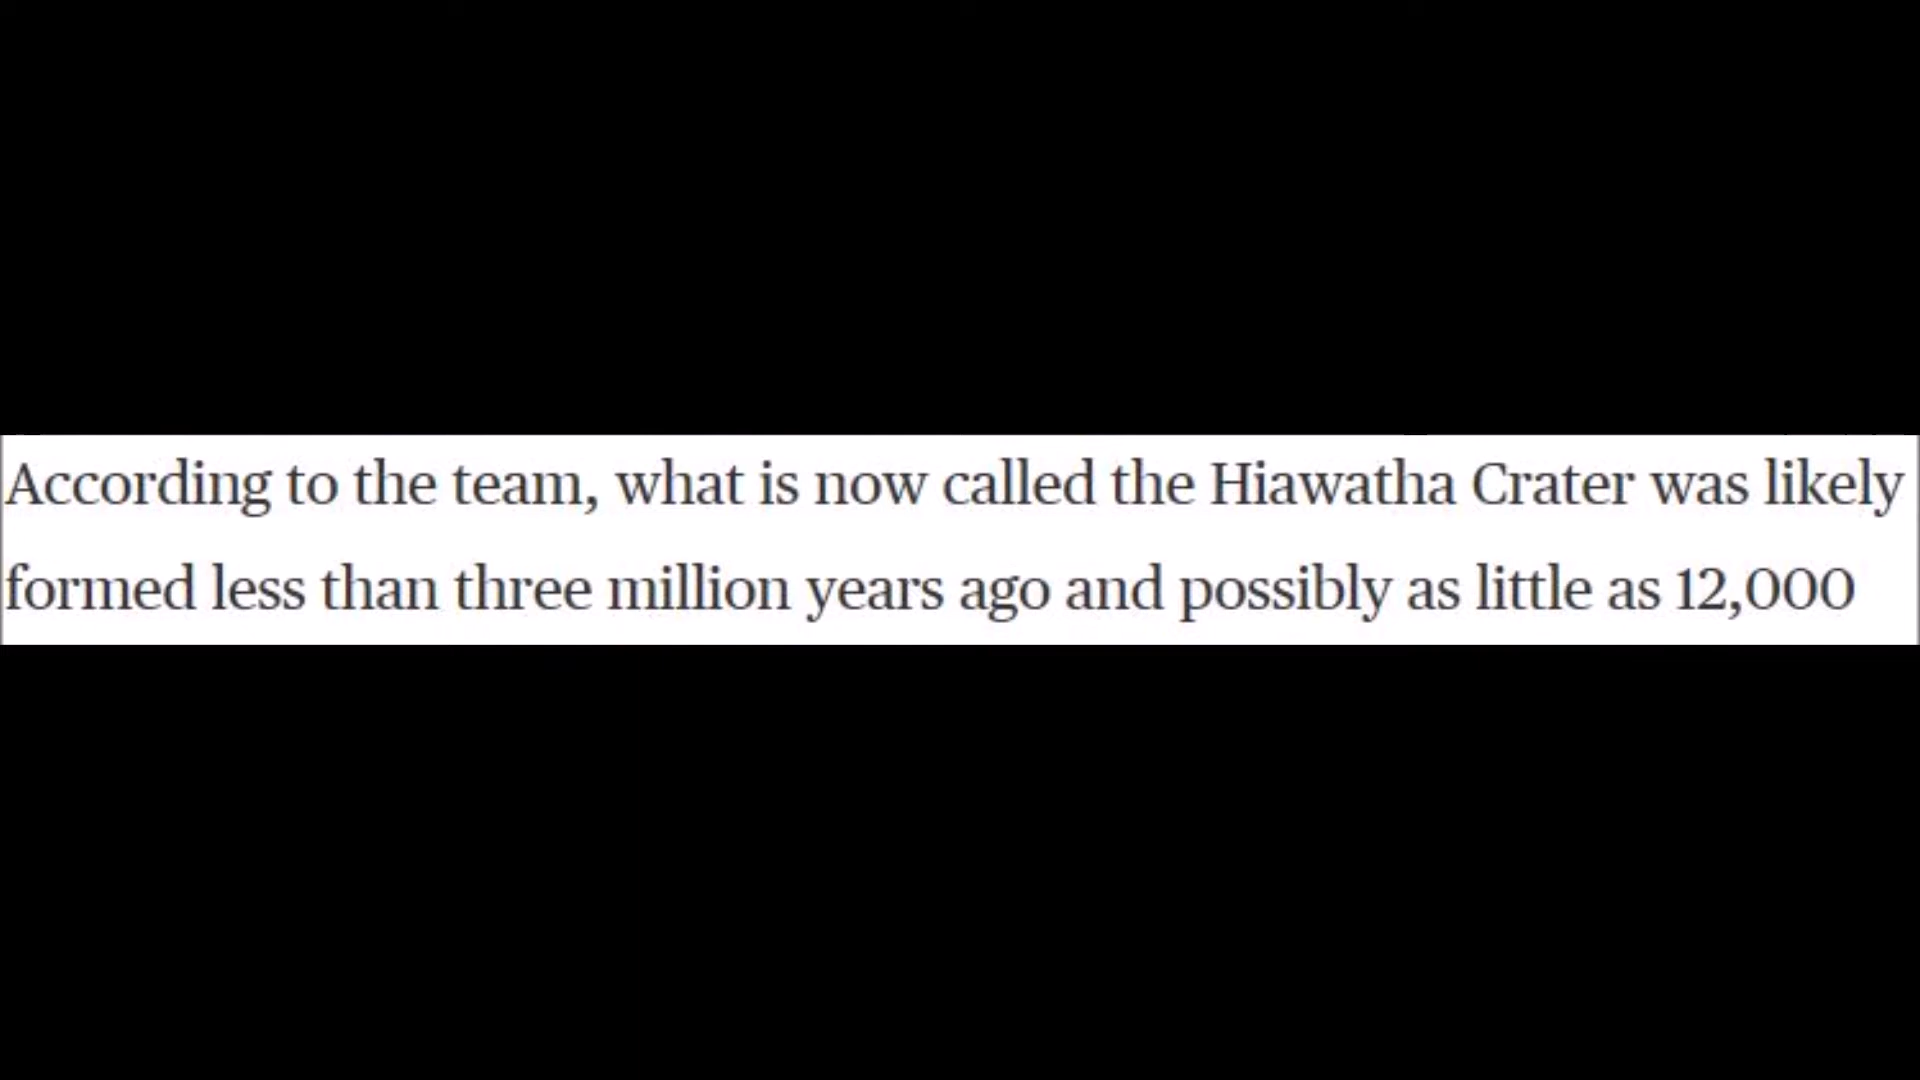 According to the team, what is now called the Hiawatha Crater was likely
formed less than three million years ago and possibly as little as 12,000